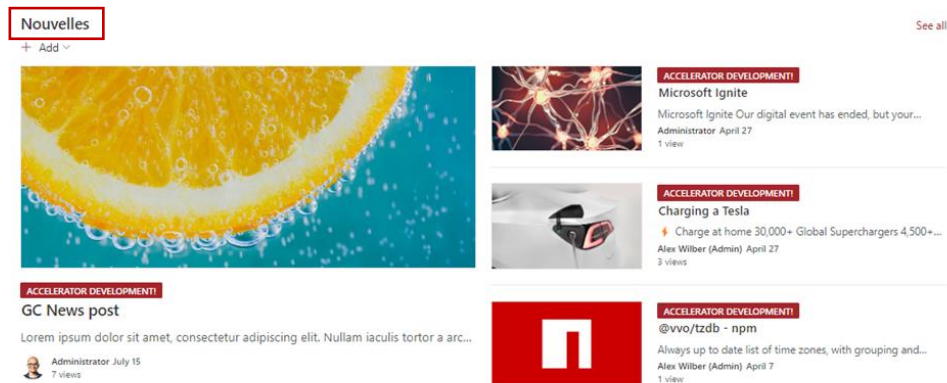 Nouvelles
See all
+ Add
ACCELERATOR DEVELOPMENT!
GC News post
Lorem ipsum dolor sit amet, consectetur adipiscing elit. Nullam iaculis tortor a arc...
Administrator July 15
7 views
ACCELERATOR DEVELOPMENT!
Microsoft Ignite
Microsoft Ignite Our digital event has ended, but your...
Administrator April 27
1 view
ACCELERATOR DEVELOPMENT!
Charging a Tesla
⚡ Charge at home 30,000+ Global Superchargers 4,500+...
Alex Wilber (Admin) April 27
3 views
ACCELERATOR DEVELOPMENT!
@vvo/tzdb - npm
Always up to date list of time zones, with grouping and...
Alex Wilber (Admin) April 7
1 view